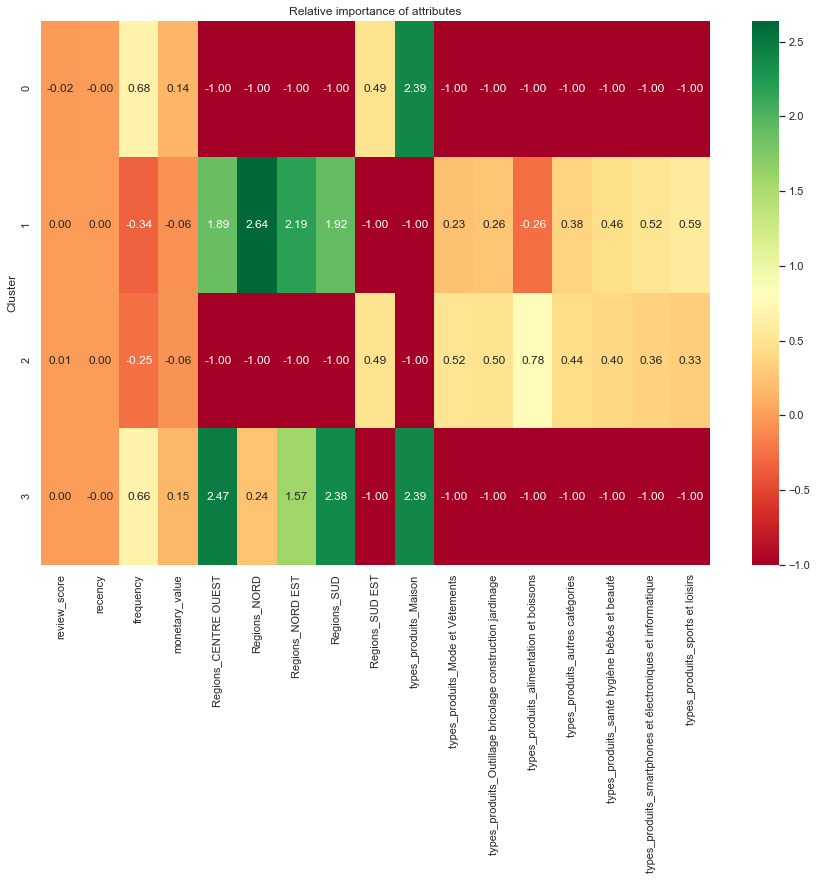 Relative importance of attributes
-0.02 -0.00 0.68 0.14 -1.00 -1.00 -1.00 -1.00 0.49 2.39 -1.00 -1.00 -1.00 -1.00 -1.00 -1.00 -1.00
0.00 0.00 -0.34 -0.06 1.89 2.64 2.19 1.92 -1.00 -1.00 0.23 0.26 -0.26 0.38 0.46 0.52 0.59
0.01 0.00 -0.25 -0.06 -1.00 -1.00 -1.00 -1.00 0.49 -1.00 0.52 0.50 0.78 0.44 0.40 0.36 0.33
0.00 -0.00 0.66 0.15 2.47 0.24 1.57 2.38 -1.00 2.39 -1.00 -1.00 -1.00 -1.00 -1.00 -1.00 -1.00
0
1
2
3
Cluster
review_score
recency
frequency
monetary_value
Regions_CENTRE OUEST
Regions_NORD
Regions_NORD EST
Regions_SUD
Regions_SUD EST
types_produits_Maison
types_produits_Mode et Vêtements
types_produits_Outillage bricolage construction jardinage
types_produits_alimentation et boissons
types_produits_autres catégories
types_produits_santé hygiène bébés et beauté
types_produits_smartphones et électroniques et informatique
types_produits_sports et loisirs
2.5
2.0
1.5
1.0
0.5
0.0
−0.5
−1.0